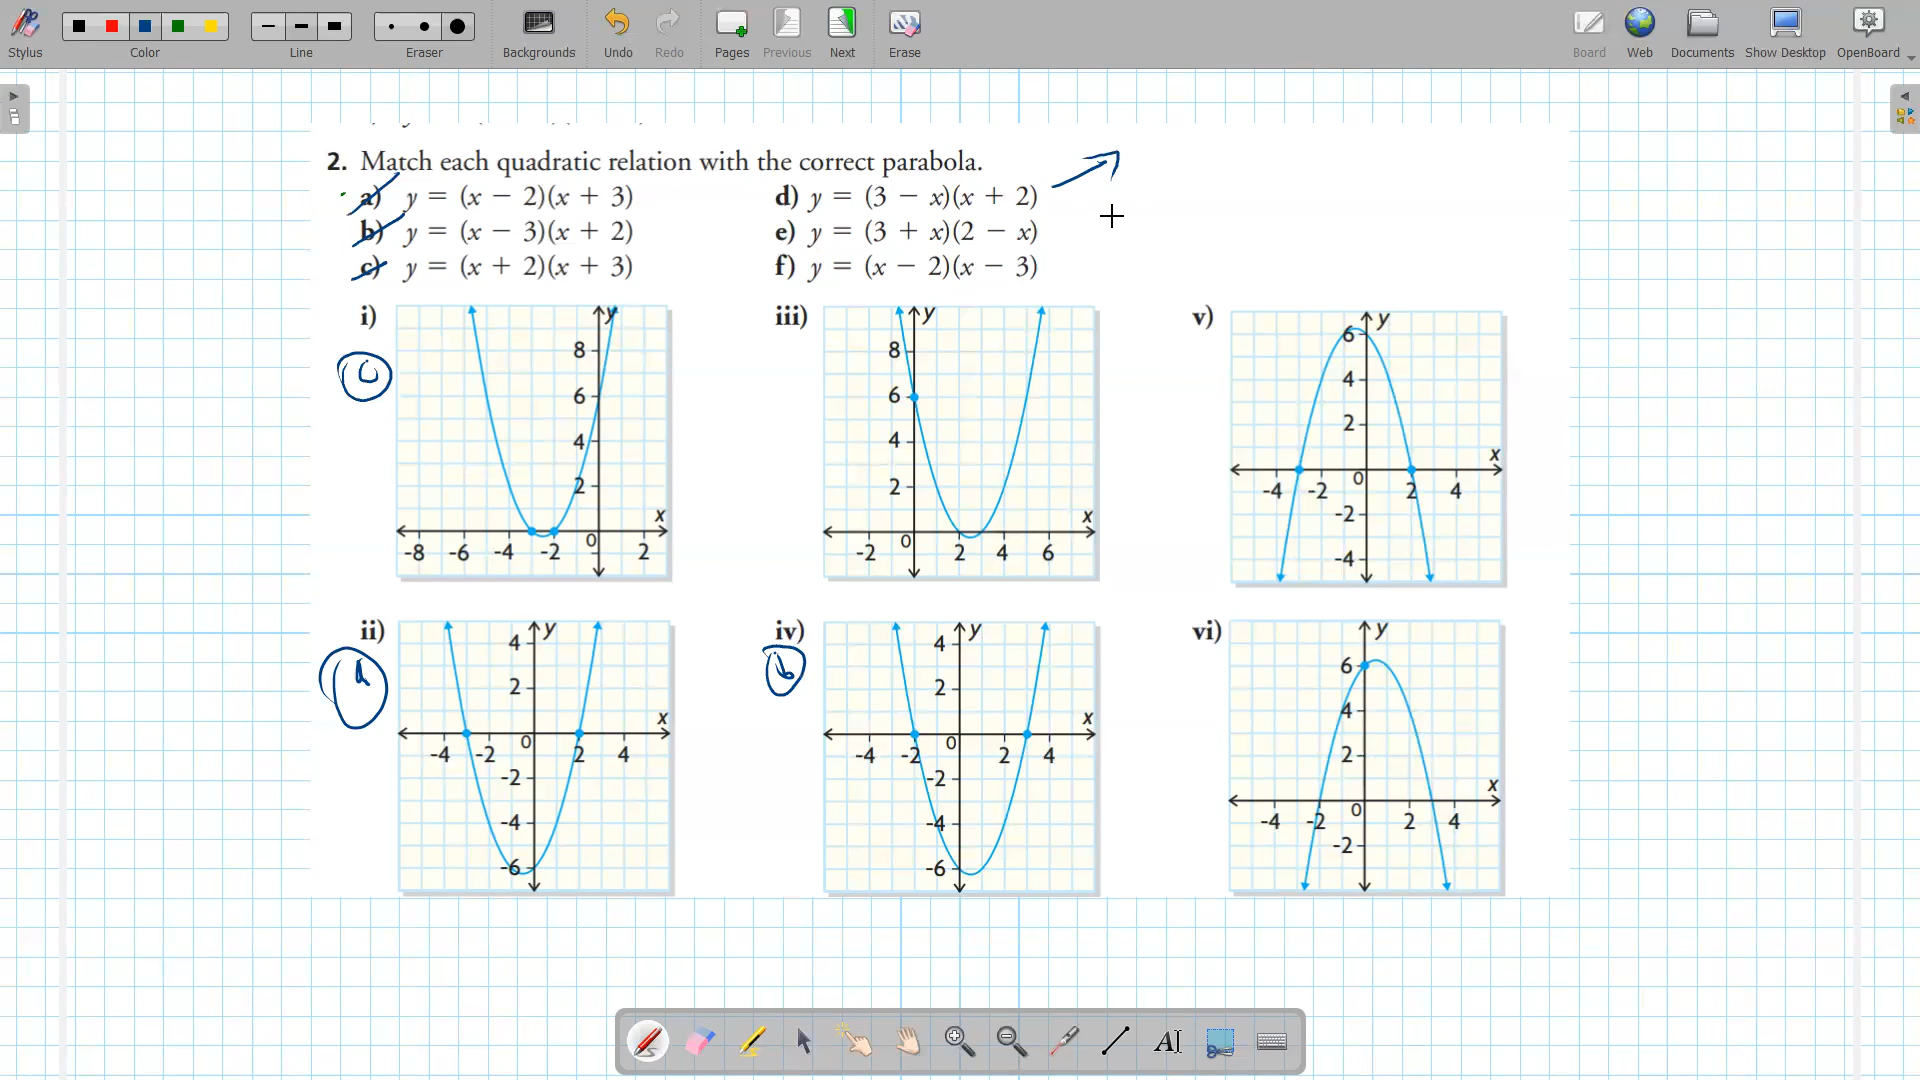 Stylus Color Line Eraser Backgrounds Undo Redo Pages Previous Next Erase Board Web Documents Show Desktop OpenBoard
2. Match each quadratic relation with the correct parabola.
a) y = (x − 2)(x + 3)
b) y = (x − 3)(x + 2)
c) y = (x + 2)(x + 3)
d) y = (3 − x)(x + 2)
e) y = (3 + x)(2 − x)
f) y = (x − 2)(x − 3)
i)
y
8
6
4
2
x
-8 -6 -4 -2 0 2
iii)
y
8
6
4
2
x
-2 0 2 4 6
v)
y
6
4
2
x
-4 -2 0 2 4
-2
-4
ii)
a
y
4
2
x
-4 -2 0 2 4
-2
-4
-6
iv)
b
y
4
2
x
-4 -2 0 2 4
-2
-4
-6
vi)
y
6
4
2
x
-4 -2 0 2 4
-2